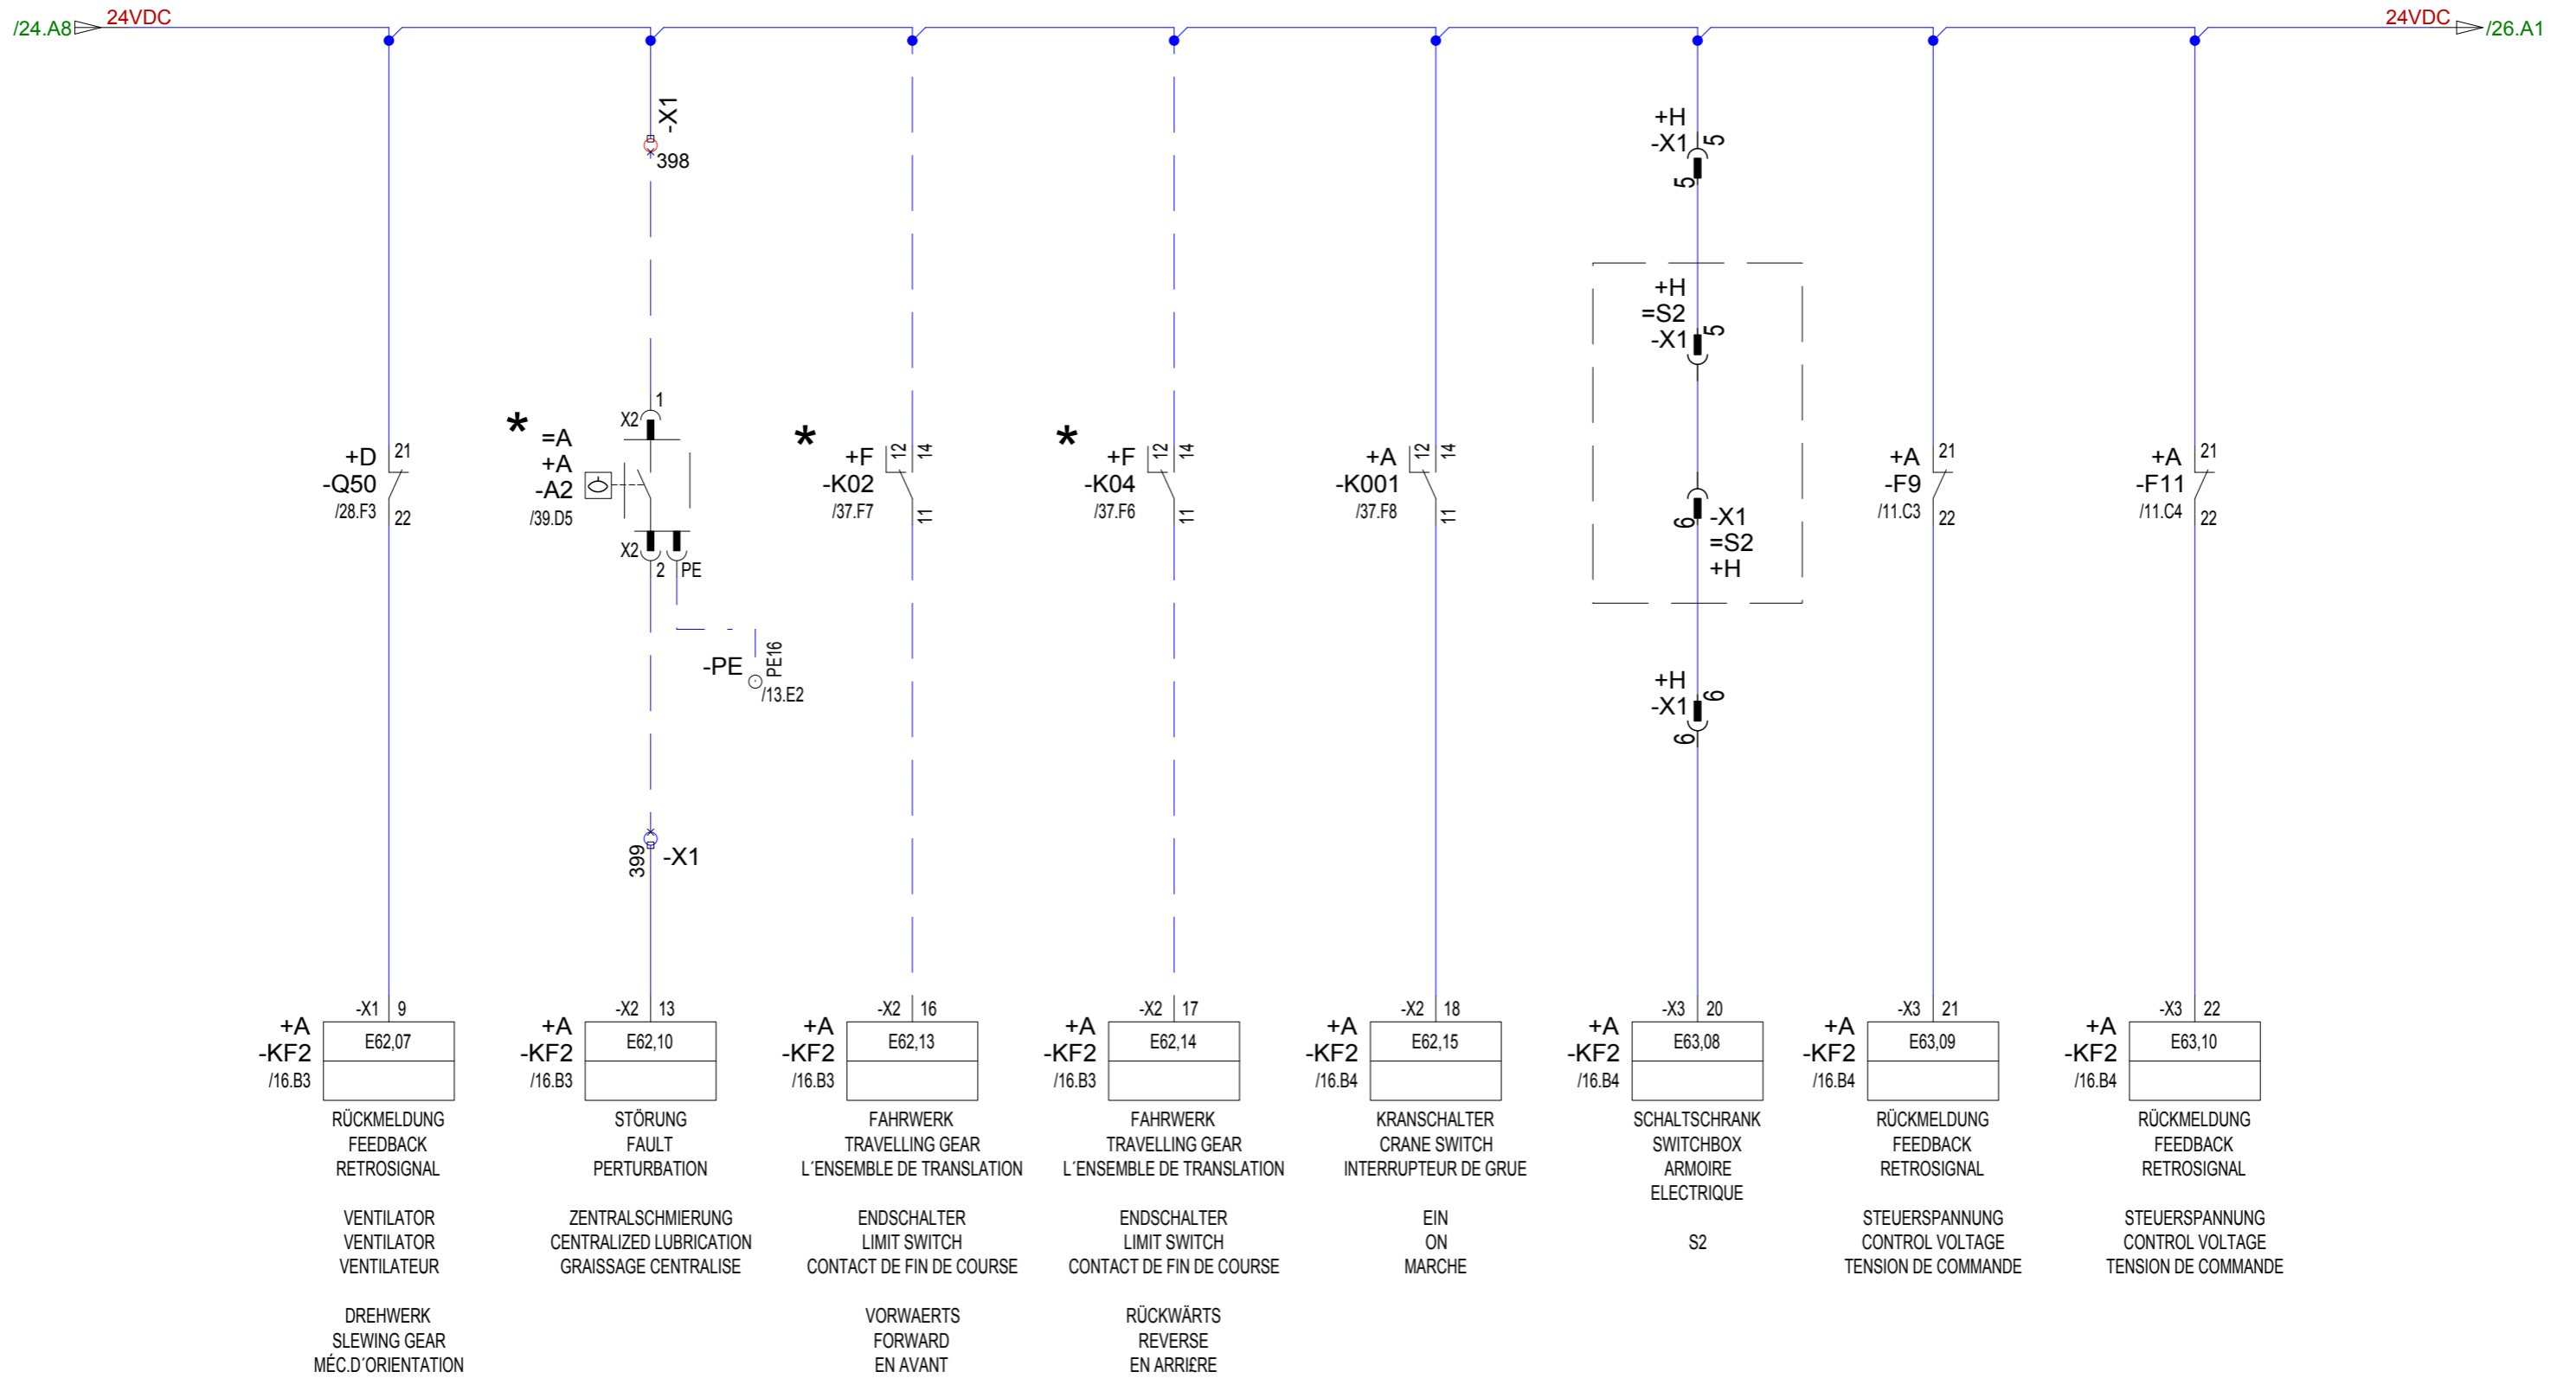 /24.A8 24VDC
24VDC /26.A1
-X1
398
+H
-X1 5
5
+H
=S2
-X1 5
6 -X1
=S2
+H
+H
-X1 6
6
+D 21
-Q50
/28.F3 22
*
=A
+A
-A2
/39.D5
X2 1
X2 2 PE
-PE PE16
/13.E2
399 -X1
*
+F 12 14
-K02
/37.F7 11
*
+F 12 14
-K04
/37.F6 11
+A 12 14
-K001
/37.F8 11
+A 21
-F9
/11.C3 22
+A 21
-F11
/11.C4 22
-X1 9
+A
-KF2
/16.B3
E62,07
RÜCKMELDUNG
FEEDBACK
RETROSIGNAL
VENTILATOR
VENTILATOR
VENTILATEUR
DREHWERK
SLEWING GEAR
MÉC.D´ORIENTATION
-X2 13
+A
-KF2
/16.B3
E62,10
STÖRUNG
FAULT
PERTURBATION
ZENTRALSCHMIERUNG
CENTRALIZED LUBRICATION
GRAISSAGE CENTRALISE
-X2 16
+A
-KF2
/16.B3
E62,13
FAHRWERK
TRAVELLING GEAR
L´ENSEMBLE DE TRANSLATION
ENDSCHALTER
LIMIT SWITCH
CONTACT DE FIN DE COURSE
VORWAERTS
FORWARD
EN AVANT
-X2 17
+A
-KF2
/16.B3
E62,14
FAHRWERK
TRAVELLING GEAR
L´ENSEMBLE DE TRANSLATION
ENDSCHALTER
LIMIT SWITCH
CONTACT DE FIN DE COURSE
RÜCKWÄRTS
REVERSE
EN ARRI£RE
-X2 18
+A
-KF2
/16.B4
E62,15
KRANSCHALTER
CRANE SWITCH
INTERRUPTEUR DE GRUE
EIN
ON
MARCHE
-X3 20
+A
-KF2
/16.B4
E63,08
SCHALTSCHRANK
SWITCHBOX
ARMOIRE
ELECTRIQUE
S2
-X3 21
+A
-KF2
/16.B4
E63,09
RÜCKMELDUNG
FEEDBACK
RETROSIGNAL
STEUERSPANNUNG
CONTROL VOLTAGE
TENSION DE COMMANDE
-X3 22
+A
-KF2
/16.B4
E63,10
RÜCKMELDUNG
FEEDBACK
RETROSIGNAL
STEUERSPANNUNG
CONTROL VOLTAGE
TENSION DE COMMANDE